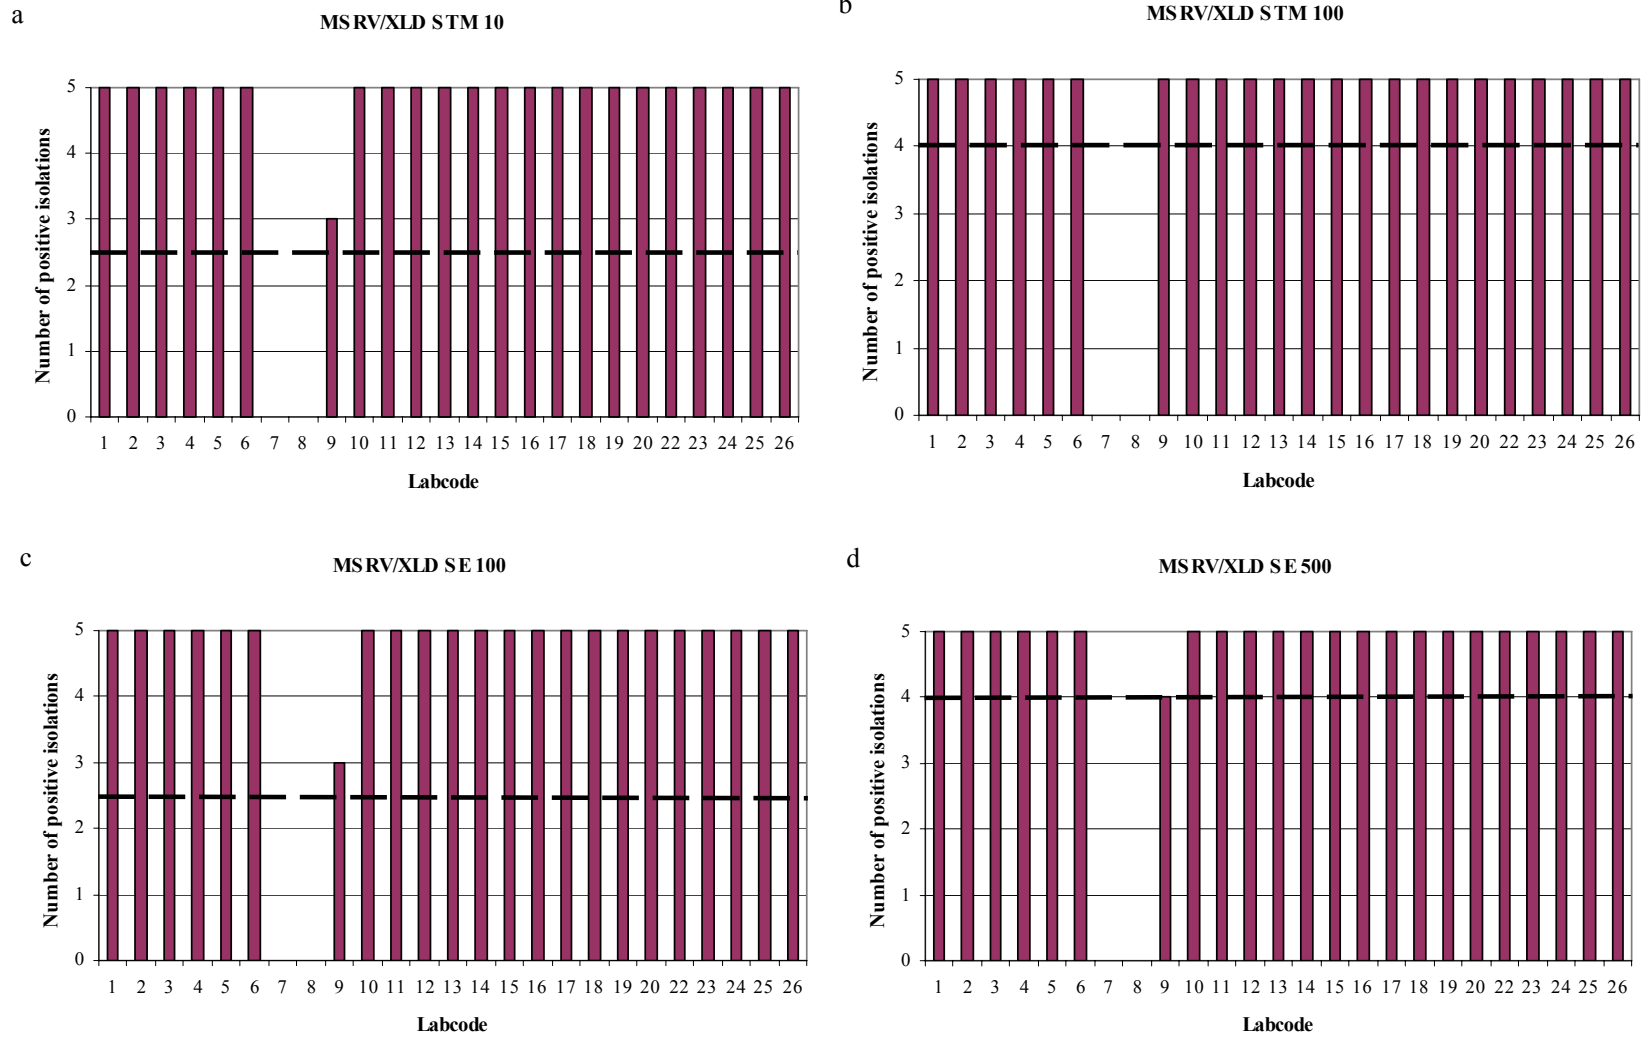 a
MSRV/XLD STM 10
Number of positive isolations
5
4
3
2
1
0
1 2 3 4 5 6 7 8 9 10 11 12 13 14 15 16 17 18 19 20 22 23 24 25 26
Labcode
b
MSRV/XLD STM 100
Number of positive isolations
5
4
3
2
1
0
1 2 3 4 5 6 7 8 9 10 11 12 13 14 15 16 17 18 19 20 22 23 24 25 26
Labcode
c
MSRV/XLD SE 100
Number of positive isolations
5
4
3
2
1
0
1 2 3 4 5 6 7 8 9 10 11 12 13 14 15 16 17 18 19 20 22 23 24 25 26
Labcode
d
MSRV/XLD SE 500
Number of positive isolations
5
4
3
2
1
0
1 2 3 4 5 6 7 8 9 10 11 12 13 14 15 16 17 18 19 20 22 23 24 25 26
Labcode